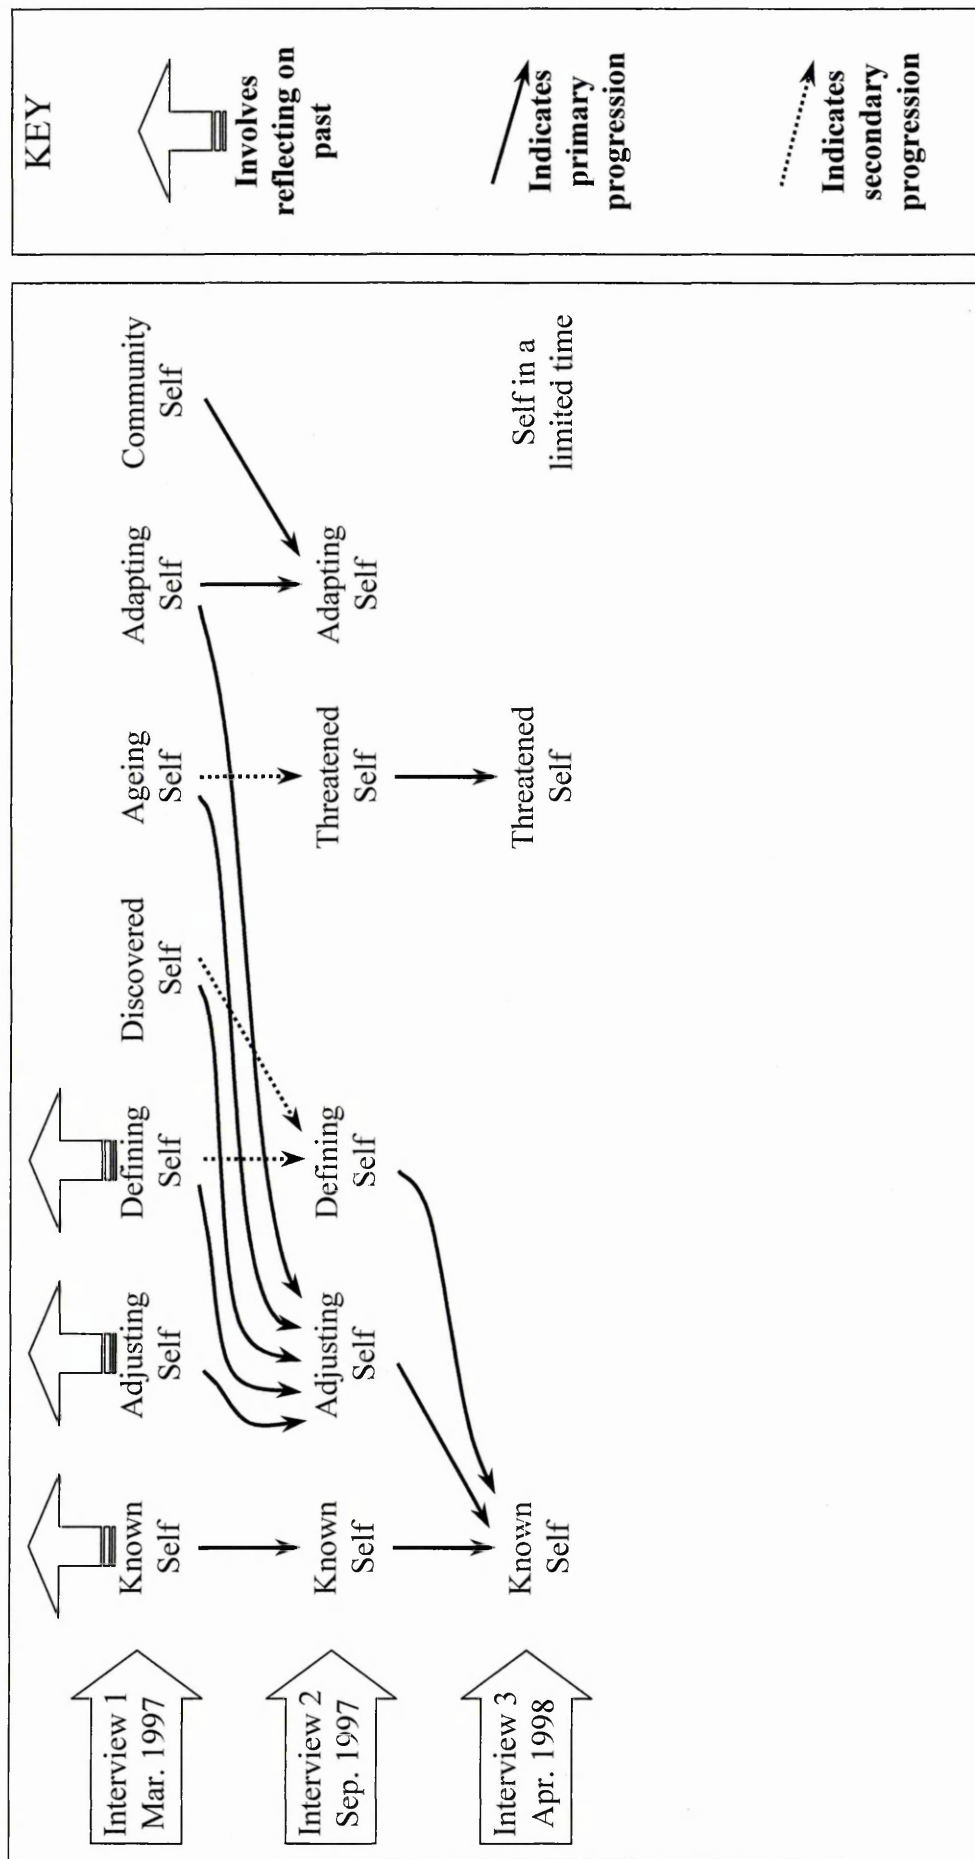 KEY
Involves
reflecting on
past
Indicates
primary
progression
Indicates
secondary
progression
Interview 1
Mar. 1997
Known
Self
Adjusting
Self
Defining
Self
Discovered
Self
Ageing
Self
Adapting
Self
Community
Self
Interview 2
Sep. 1997
Known
Self
Adjusting
Self
Defining
Self
Threatened
Self
Adapting
Self
Interview 3
Apr. 1998
Known
Self
Threatened
Self
Self in a
limited time